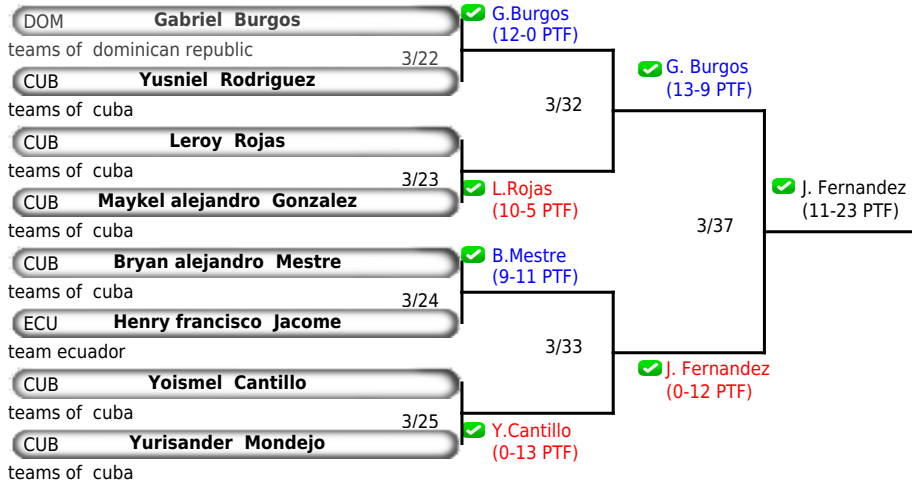 DOM Gabriel Burgos
teams of dominican republic
3/22
CUB Yusniel Rodriguez
teams of cuba
CUB Leroy Rojas
teams of cuba
3/23
CUB Maykel alejandro Gonzalez
teams of cuba
CUB Bryan alejandro Mestre
teams of cuba
3/24
ECU Henry francisco Jacome
team ecuador
CUB Yoismel Cantillo
teams of cuba
3/25
CUB Yurisander Mondejo
teams of cuba
G.Burgos
(12-0 PTF)
3/32
L.Rojas
(10-5 PTF)
B.Mestre
(9-11 PTF)
3/33
Y.Cantillo
(0-13 PTF)
G. Burgos
(13-9 PTF)
3/37
J. Fernandez
(0-12 PTF)
J. Fernandez
(11-23 PTF)